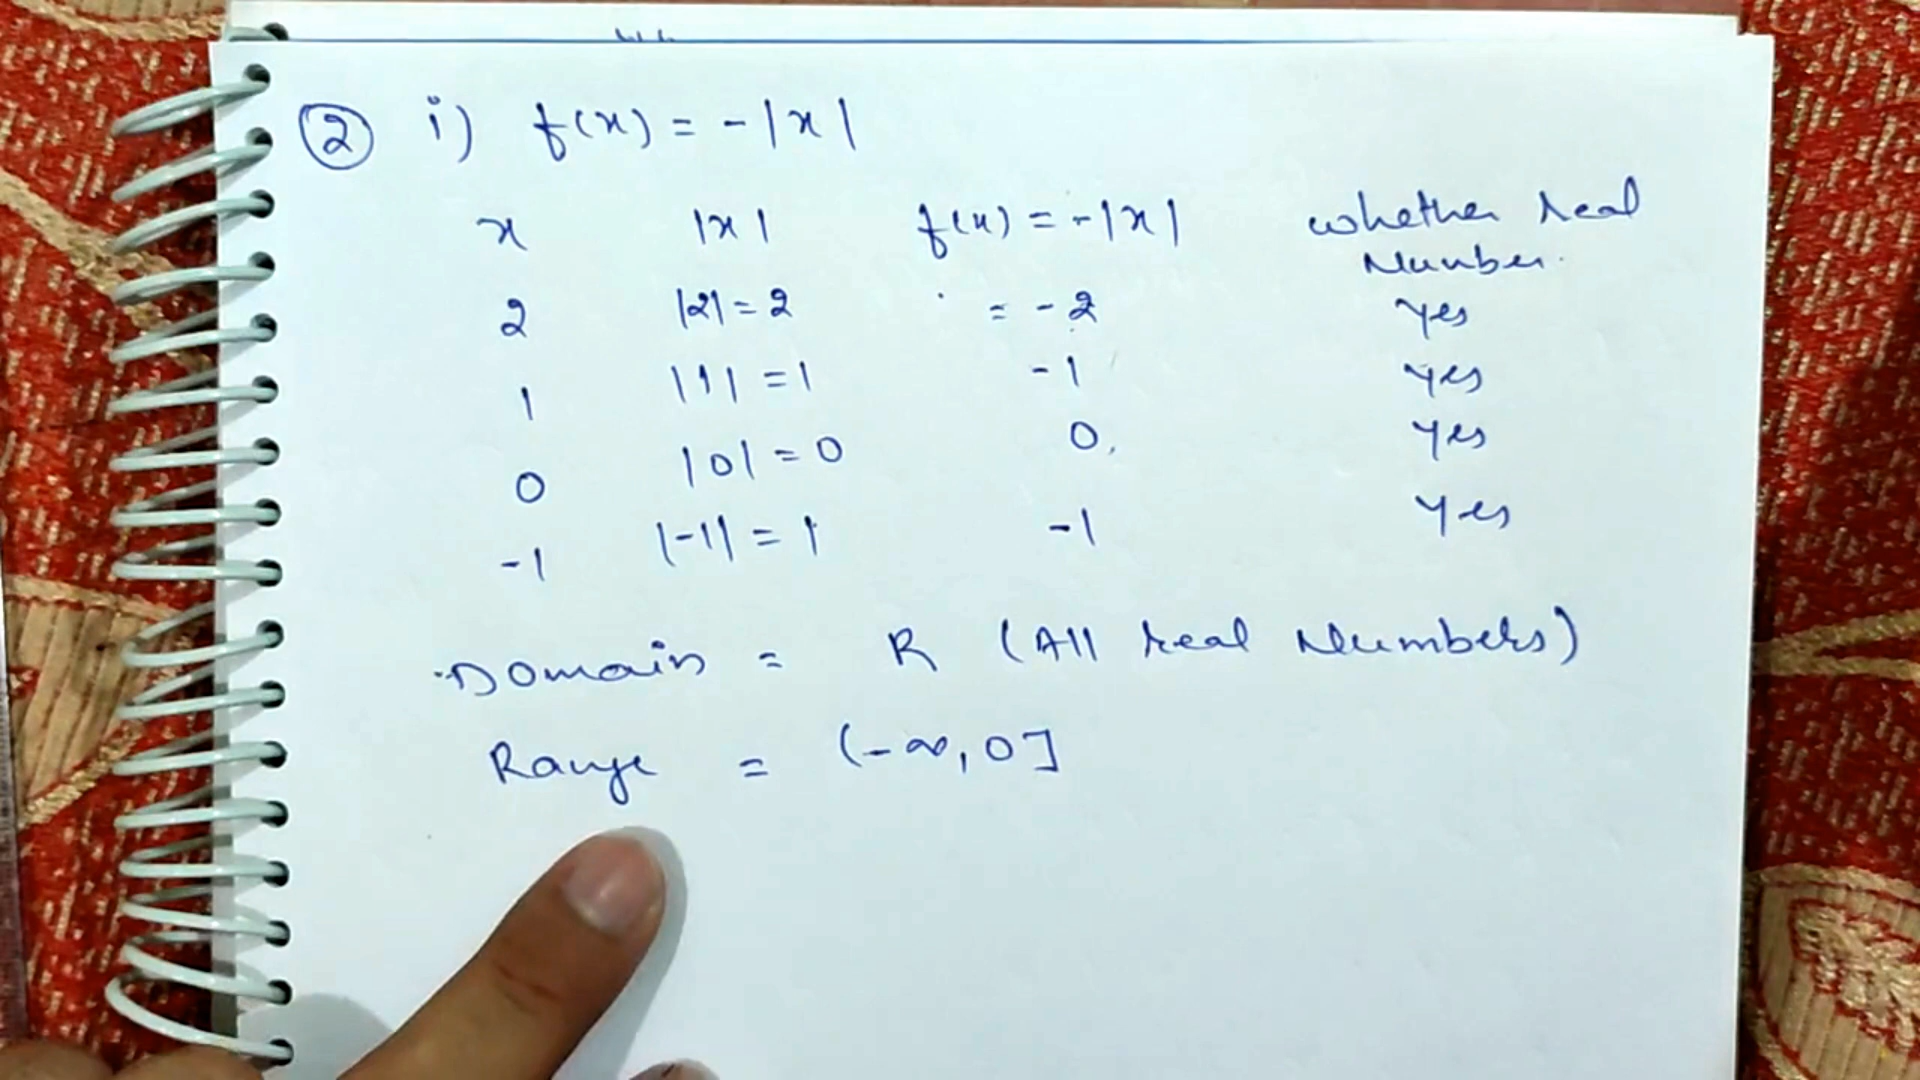 ② i) f(x) = -|x|
x |x| f(x) = -|x| whether real
Number.
2 |2| = 2 = -2 Yes
1 |1| = 1 -1 Yes
0 |0| = 0 0, Yes
-1 |-1| = 1 -1 Yes
Domain = R (All real Numbers)
Range = (-∞, 0]